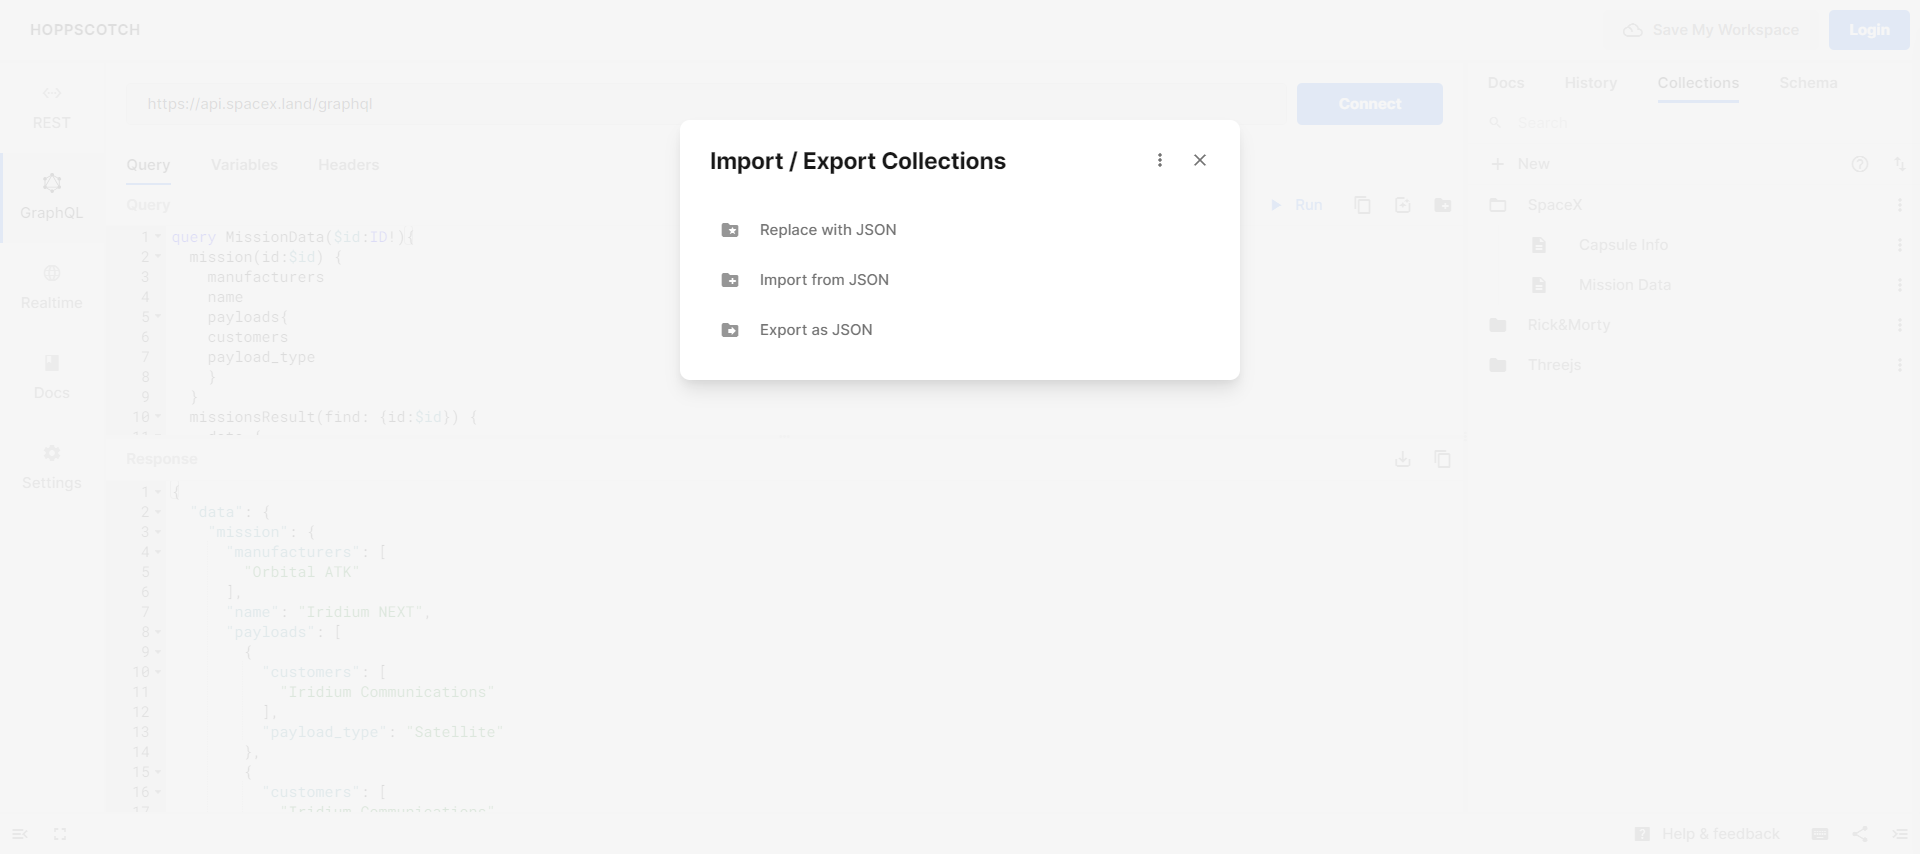 HOPPSCOTCH
Save My Workspace
Login
REST
GraphQL
Realtime
Docs
Settings
https://api.spacex.land/graphql
Connect
Query
Variables
Headers
Query
Run
1 query MissionData($id:ID!){
2 mission(id:$id) {
3 manufacturers
4 name
5 payloads{
6 customers
7 payload_type
8 }
9 }
10 missionsResult(find: {id:$id}) {
11 data {
Response
1 {
2 "data": {
3 "mission": {
4 "manufacturers": [
5 "Orbital ATK"
6 ],
7 "name": "Iridium NEXT",
8 "payloads": [
9 {
10 "customers": [
11 "Iridium Communications"
12 ],
13 "payload_type": "Satellite"
14 },
15 {
16 "customers": [
17 "Iridium Communications"
Import / Export Collections
Replace with JSON
Import from JSON
Export as JSON
Docs
History
Collections
Schema
Search
New
SpaceX
Capsule Info
Mission Data
Rick&Morty
Threejs
Help & feedback